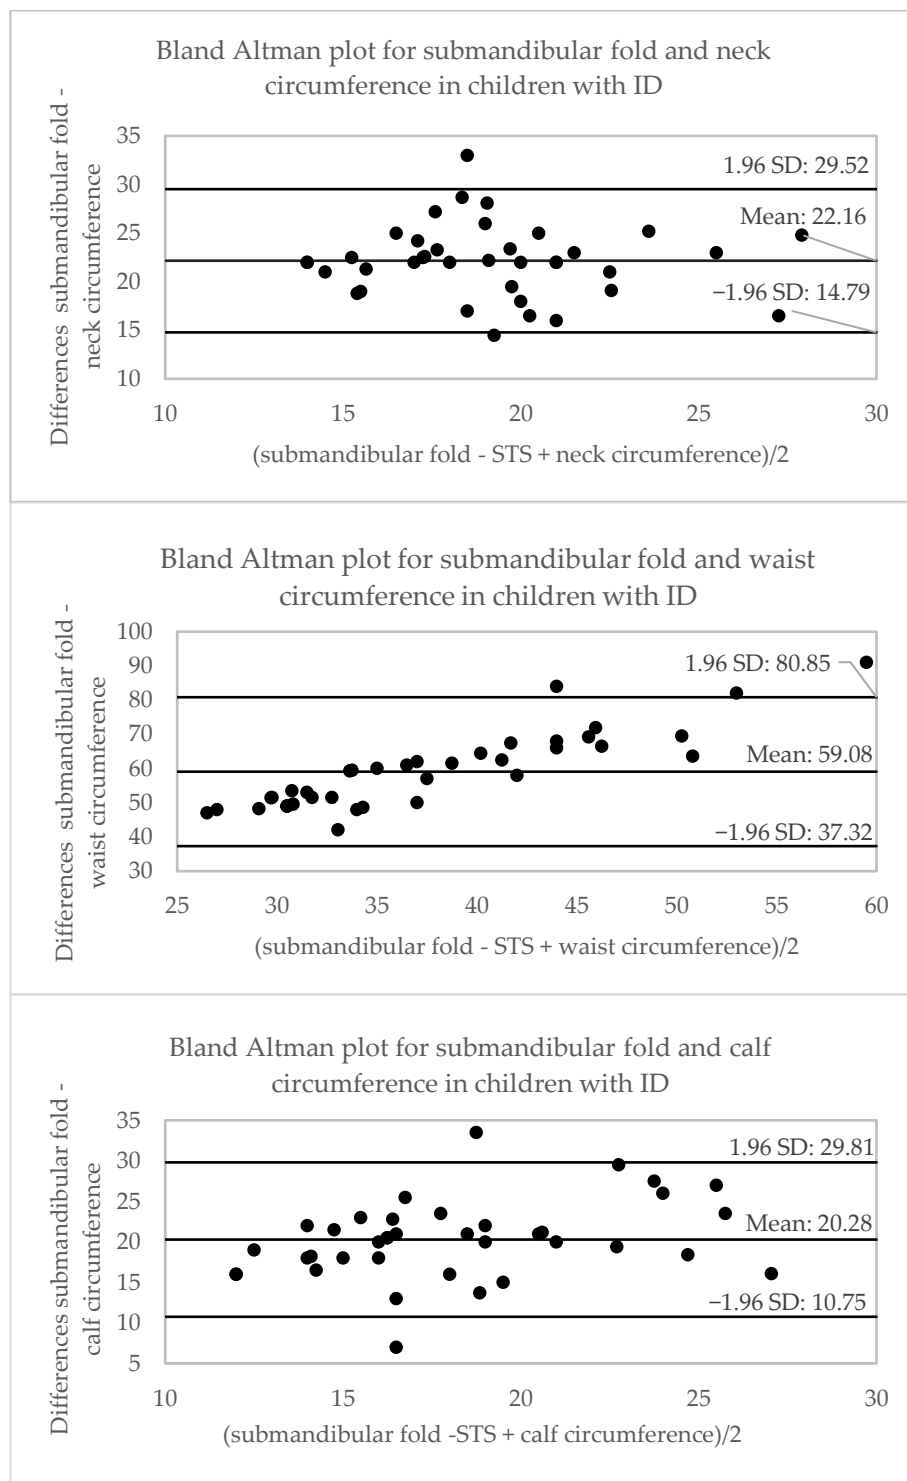 Bland Altman plot for submandibular fold and neck
circumference in children with ID
Differences submandibular fold -
neck circumference
35
30
25
20
15
10
1.96 SD: 29.52
Mean: 22.16
−1.96 SD: 14.79
10 15 20 25 30
(submandibular fold - STS + neck circumference)/2
Bland Altman plot for submandibular fold and waist
circumference in children with ID
Differences submandibular fold -
waist circumference
100
90
80
70
60
50
40
30
1.96 SD: 80.85
Mean: 59.08
−1.96 SD: 37.32
25 30 35 40 45 50 55 60
(submandibular fold - STS + waist circumference)/2
Bland Altman plot for submandibular fold and calf
circumference in children with ID
Differences submandibular fold -
calf circumference
35
30
25
20
15
10
5
1.96 SD: 29.81
Mean: 20.28
−1.96 SD: 10.75
10 15 20 25 30
(submandibular fold -STS + calf circumference)/2